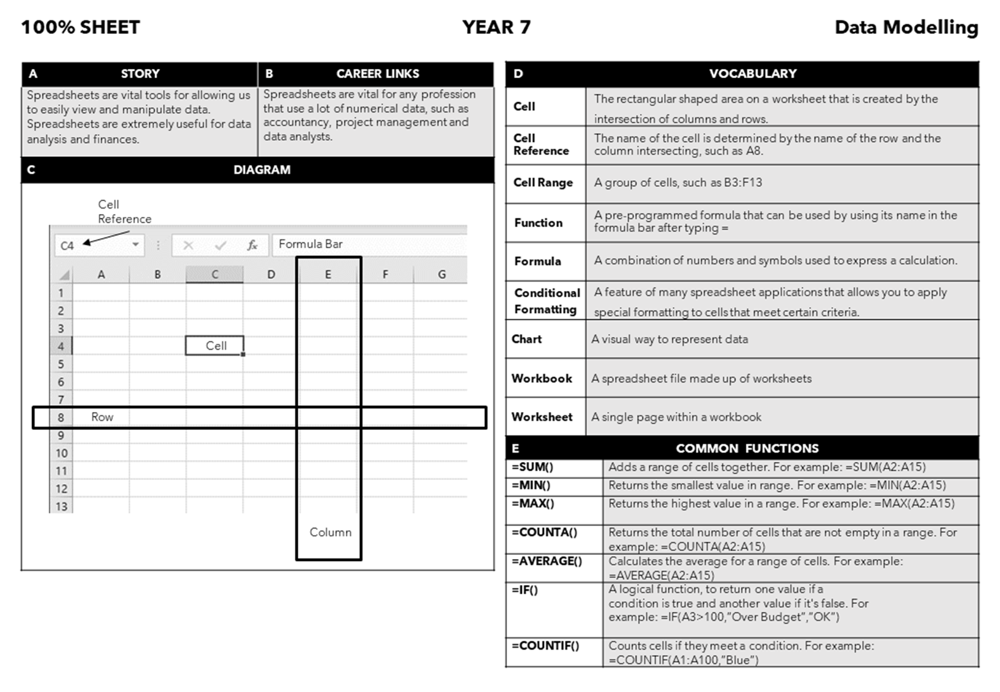 100% SHEET
YEAR 7
Data Modelling
A STORY
Spreadsheets are vital tools for allowing us
to easily view and manipulate data.
Spreadsheets are extremely useful for data
analysis and finances.
B CAREER LINKS
Spreadsheets are vital for any profession
that use a lot of numerical data, such as
accountancy, project management and
data analysts.
C DIAGRAM
Cell
Reference
C4 fx Formula Bar
A B C D E F G
1
2
3
4 Cell
5
6
7
8 Row
9
10
11
12
13
Column
D VOCABULARY
Cell
The rectangular shaped area on a worksheet that is created by the
intersection of columns and rows.
Cell
Reference
The name of the cell is determined by the name of the row and the
column intersecting, such as A8.
Cell Range
A group of cells, such as B3:F13
Function
A pre-programmed formula that can be used by using its name in the
formula bar after typing =
Formula
A combination of numbers and symbols used to express a calculation.
Conditional
Formatting
A feature of many spreadsheet applications that allows you to apply
special formatting to cells that meet certain criteria.
Chart
A visual way to represent data
Workbook
A spreadsheet file made up of worksheets
Worksheet
A single page within a workbook
E COMMON FUNCTIONS
=SUM()
Adds a range of cells together. For example: =SUM(A2:A15)
=MIN()
Returns the smallest value in range. For example: =MIN(A2:A15)
=MAX()
Returns the highest value in a range. For example: =MAX(A2:A15)
=COUNTA()
Returns the total number of cells that are not empty in a range. For
example: =COUNTA(A2:A15)
=AVERAGE()
Calculates the average for a range of cells. For example:
=AVERAGE(A2:A15)
=IF()
A logical function, to return one value if a
condition is true and another value if it's false. For
example: =IF(A3>100,"Over Budget","OK")
=COUNTIF()
Counts cells if they meet a condition. For example:
=COUNTIF(A1:A100,"Blue")